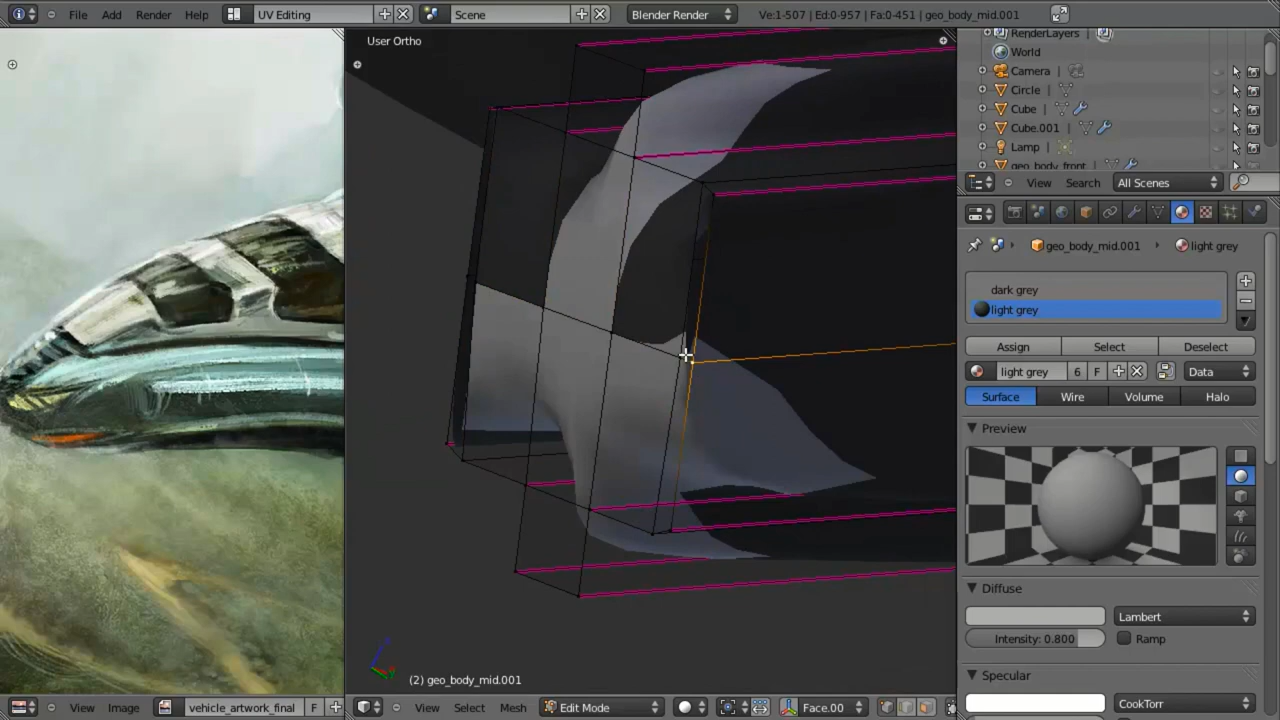 File Add Render Help UV Editing Scene Blender Render Ve:1-507 | Ed:0-957 | Fa:0-451 | geo_body_mid.001
User Ortho
RenderLayers
World
Camera
Circle
Cube
Cube.001
Lamp
geo_body_front
View Search All Scenes
geo_body_mid.001 light grey
dark grey
light grey
Assign Select Deselect
light grey 6 F Data
Surface Wire Volume Halo
Preview
Diffuse
Lambert
Intensity: 0.800 Ramp
Specular
CookTorr
(2) geo_body_mid.001
View Image vehicle_artwork_final F View Select Mesh Edit Mode Face.00